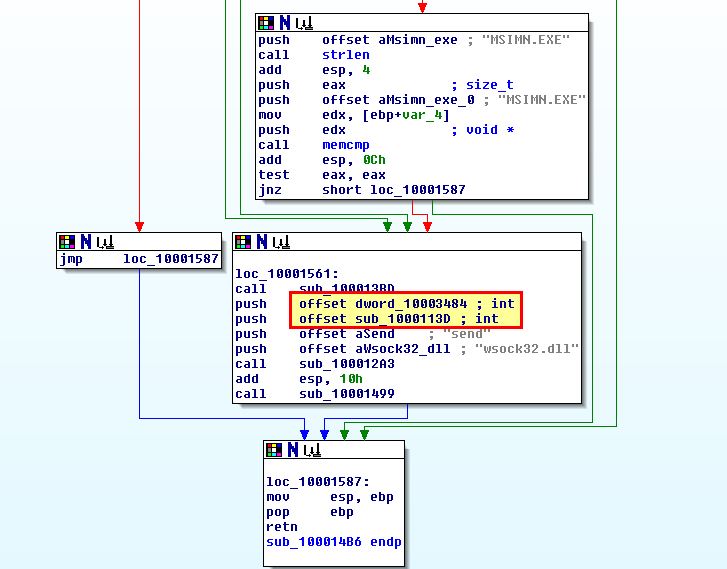 push offset aMsimn_exe ; "MSIMN.EXE"
call strlen
add esp, 4
push eax ; size_t
push offset aMsimn_exe_0 ; "MSIMN.EXE"
mov edx, [ebp+var_4]
push edx ; void *
call memcmp
add esp, 0Ch
test eax, eax
jnz short loc_10001587
jmp loc_10001587
loc_10001561:
call sub_100013BD
push offset dword_10003484 ; int
push offset sub_1000113D ; int
push offset aSend ; "send"
push offset aWsock32_dll ; "wsock32.dll"
call sub_100012A3
add esp, 10h
call sub_10001499
loc_10001587:
mov esp, ebp
pop ebp
retn
sub_100014B6 endp